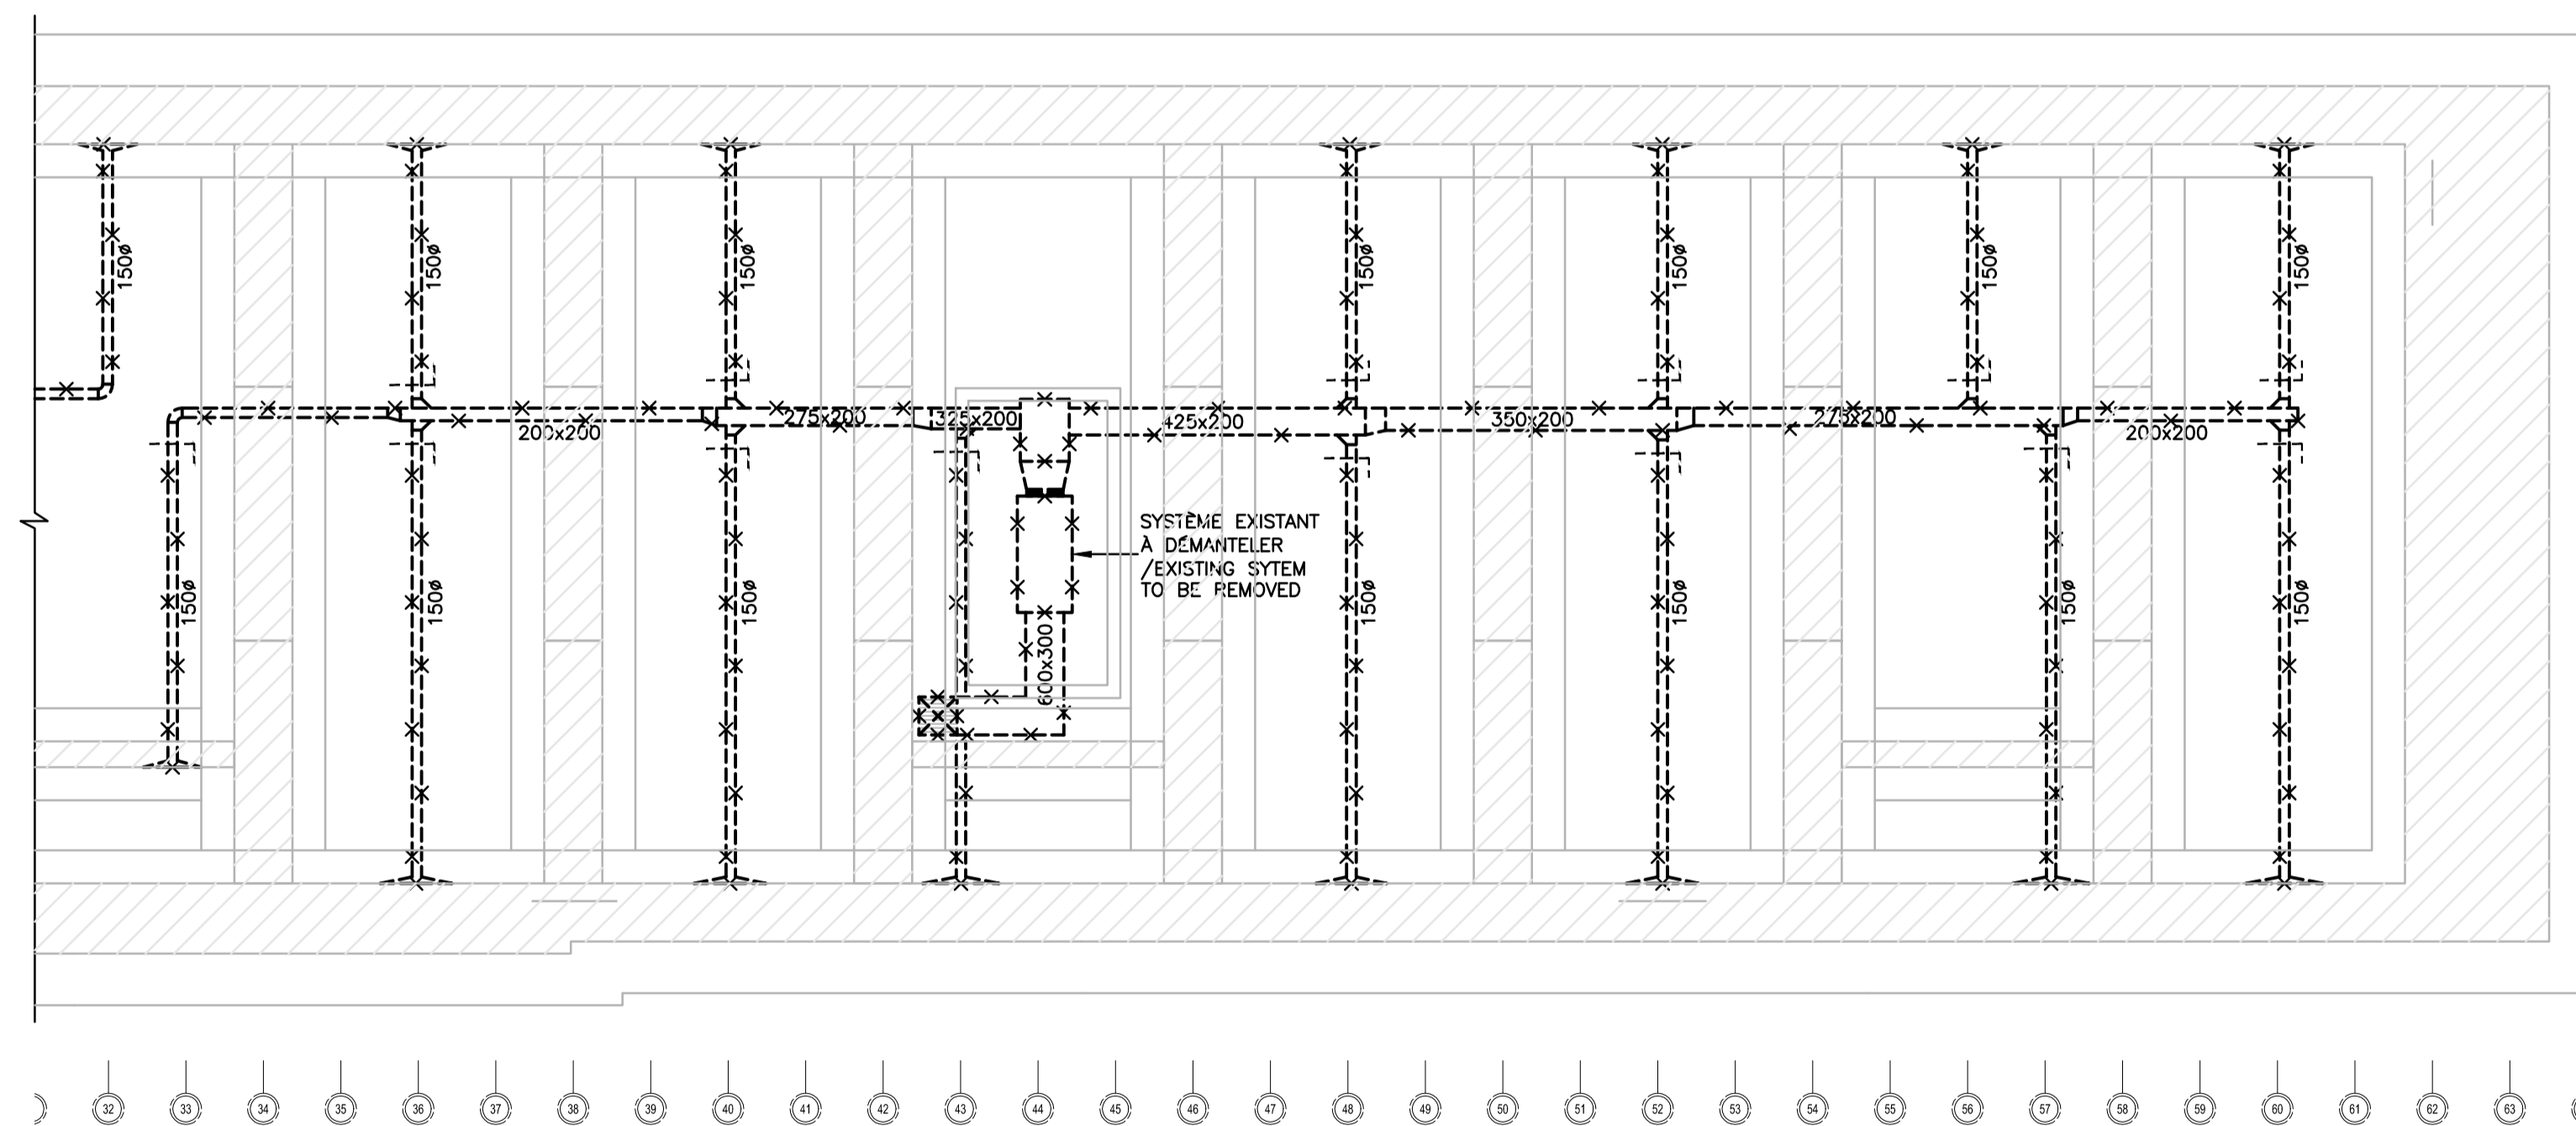 150ø
150ø
150ø
150ø
150ø
150ø
150ø
200x200
275x200
325x200
425x200
350x200
275x200
200x200
SYSTÈME EXISTANT
À DÉMANTELER
/EXISTING SYTEM
TO BE REMOVED
150ø
150ø
150ø
150ø
150ø
150ø
150ø
600x300
32 33 34 35 36 37 38 39 40 41 42 43 44 45 46 47 48 49 50 51 52 53 54 55 56 57 58 59 60 61 62 63